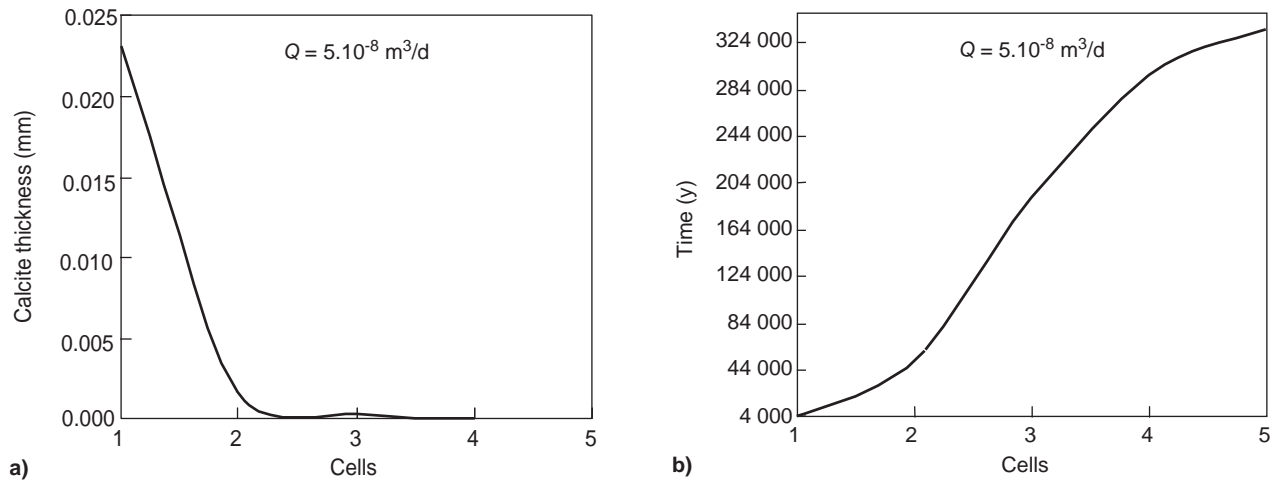 0.025
0.020
0.015
0.010
0.005
0.000
Calcite thickness (mm)
Q = 5.10-8 m3/d
1 2 3 4 5
Cells
a)
324 000
284 000
244 000
204 000
164 000
124 000
84 000
44 000
4 000
Time (y)
Q = 5.10-8 m3/d
1 2 3 4 5
Cells
b)